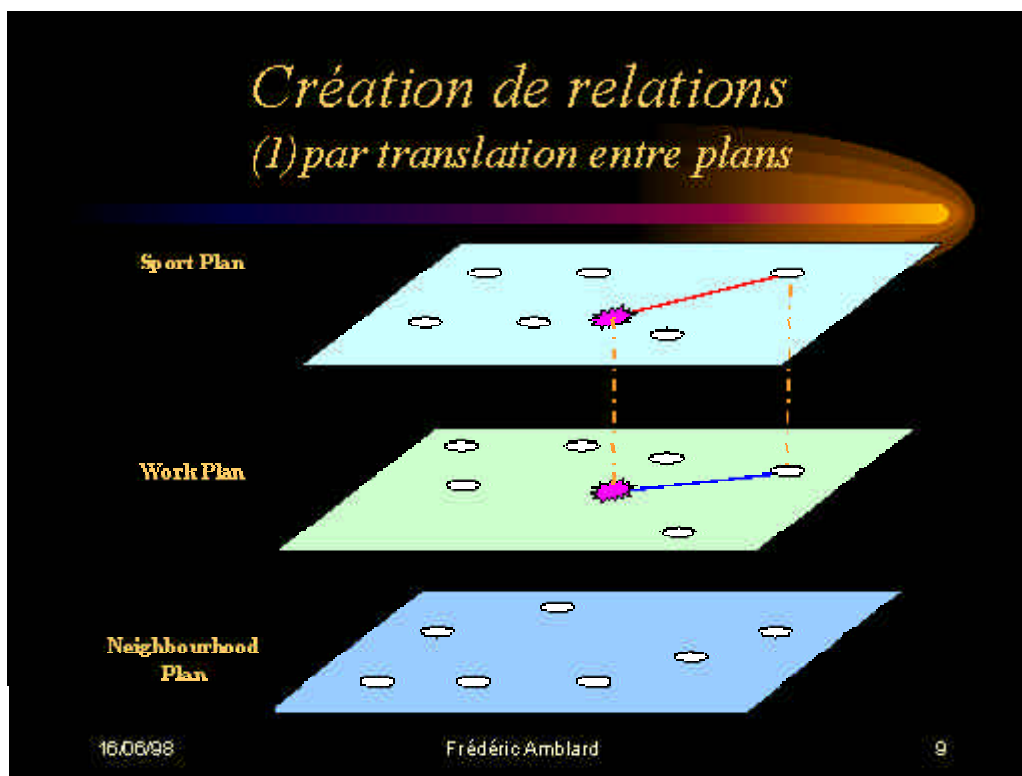 Création de relations
(1) par translation entre plans
Sport Plan
Work Plan
Neighbourhood
Plan
16/06/98
Frédéric Amblard
9